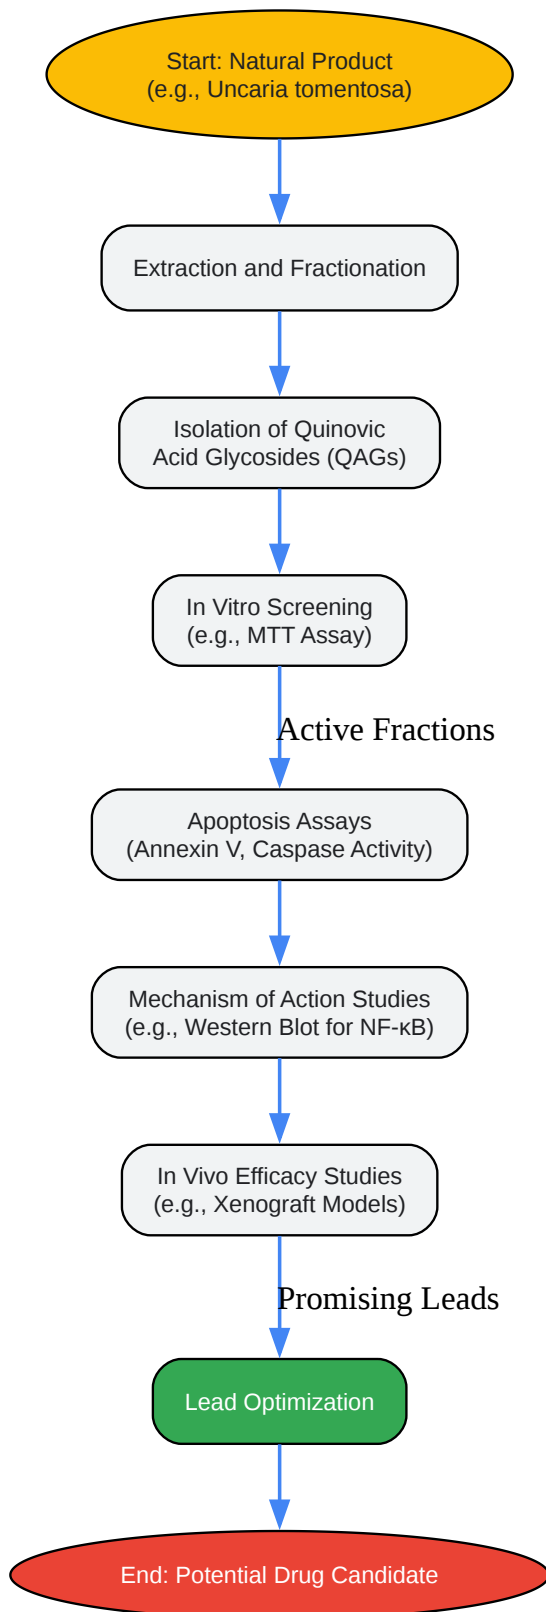 Start: Natural Product
(e.g., Uncaria tomentosa)
Extraction and Fractionation
Isolation of Quinovic
Acid Glycosides (QAGs)
In Vitro Screening
(e.g., MTT Assay)
Active Fractions
Apoptosis Assays
(Annexin V, Caspase Activity)
Mechanism of Action Studies
(e.g., Western Blot for NF-κB)
In Vivo Efficacy Studies
(e.g., Xenograft Models)
Promising Leads
Lead Optimization
End: Potential Drug Candidate